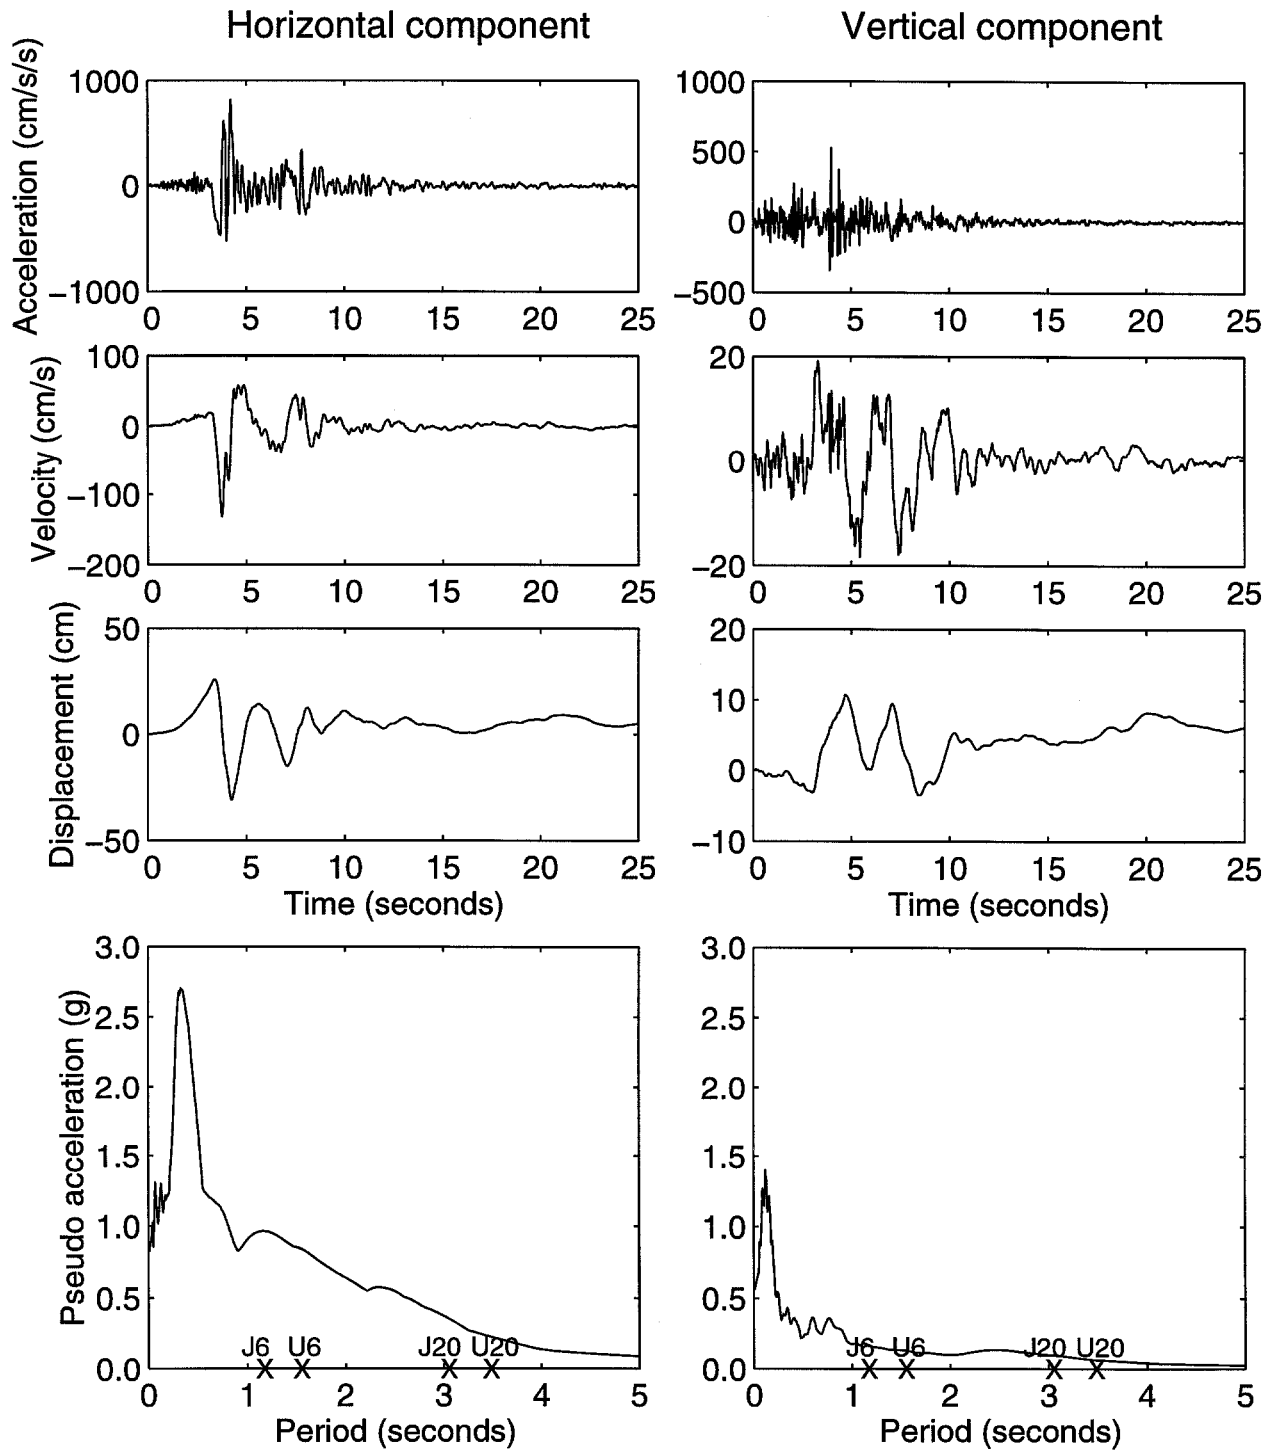 Horizontal component
Vertical component
Acceleration (cm/s/s)
1000
0
−1000
0 5 10 15 20 25
1000
500
0
−500
0 5 10 15 20 25
Velocity (cm/s)
100
0
−100
−200
0 5 10 15 20 25
20
0
−20
0 5 10 15 20 25
Displacement (cm)
50
0
−50
0 5 10 15 20 25
Time (seconds)
20
10
0
−10
0 5 10 15 20 25
Time (seconds)
Pseudo acceleration (g)
3.0
2.5
2.0
1.5
1.0
0.5
0.0
J6 U6 J20 U20
0 1 2 3 4 5
Period (seconds)
3.0
2.5
2.0
1.5
1.0
0.5
0.0
J6 U6 J20 U20
0 1 2 3 4 5
Period (seconds)